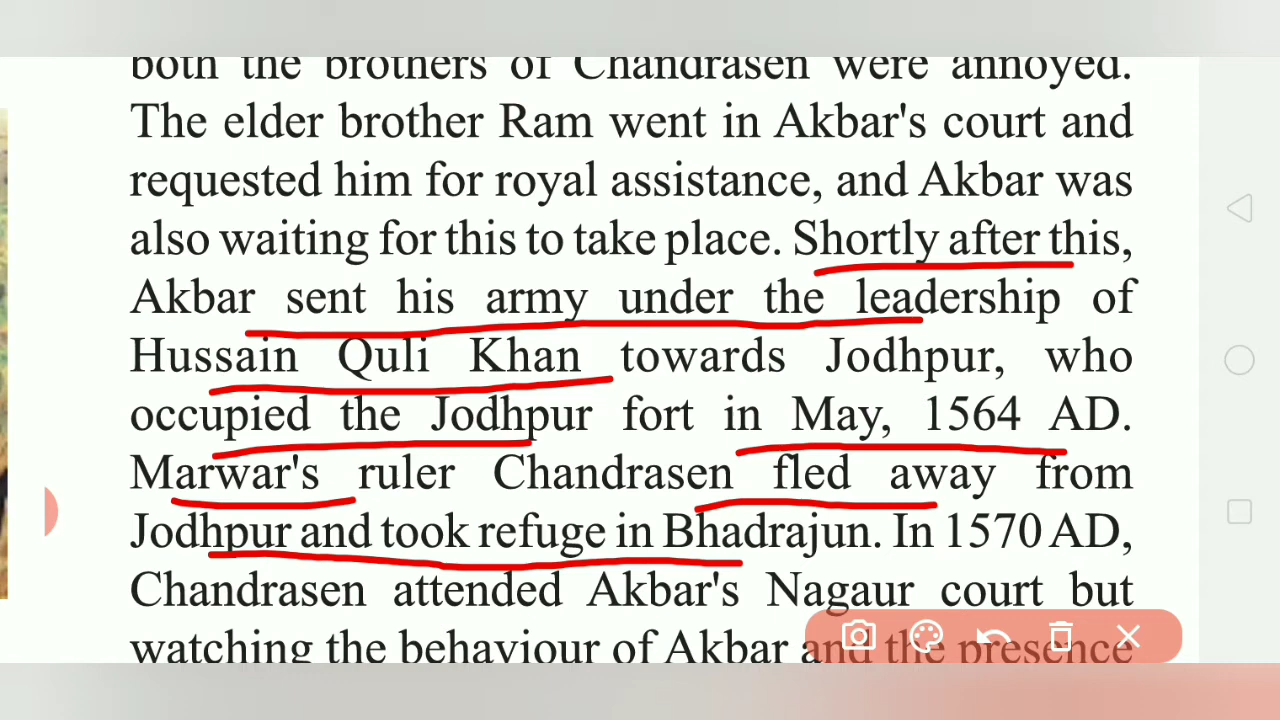 both the brothers of Chandrasen were annoyed.
The elder brother Ram went in Akbar's court and
requested him for royal assistance, and Akbar was
also waiting for this to take place. Shortly after this,
Akbar sent his army under the leadership of
Hussain Quli Khan towards Jodhpur, who
occupied the Jodhpur fort in May, 1564 AD.
Marwar's ruler Chandrasen fled away from
Jodhpur and took refuge in Bhadrajun. In 1570 AD,
Chandrasen attended Akbar's Nagaur court but
watching the behaviour of Akbar and the presence